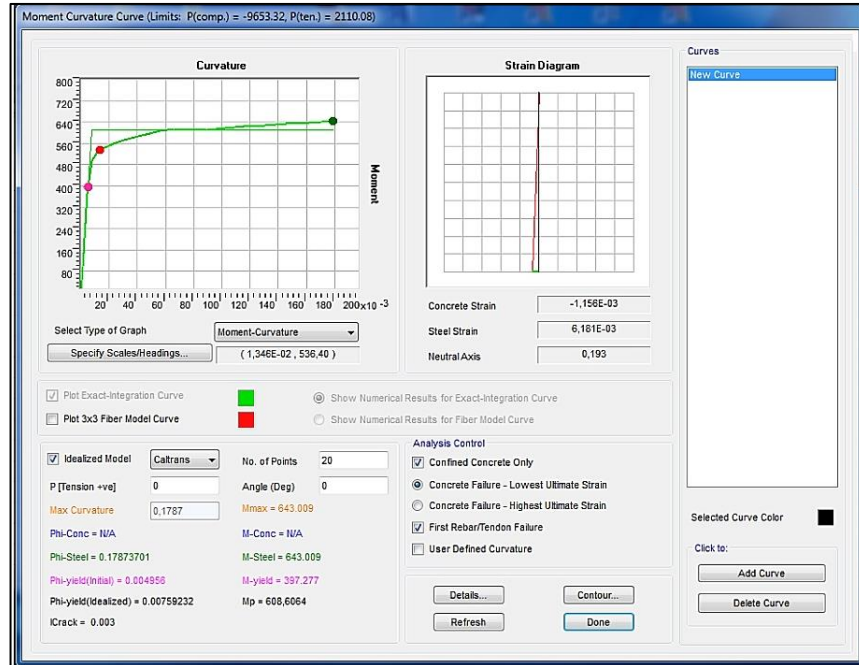 Moment Curvature Curve (Limits: P(comp.) = -9653.32, P(ten.) = 2110.08)
Curvature
800
720
640
560
480
400
320
240
160
80
Moment
20 40 60 80 100 120 140 160 180 200x10 -3
Select Type of Graph
Moment-Curvature
Specify Scales/Headings...
( 1,346E-02 , 536,40 )
Strain Diagram
Concrete Strain
-1,156E-03
Steel Strain
6,181E-03
Neutral Axis
0,193
Curves
New Curve
Plot Exact-Integration Curve
Show Numerical Results for Exact-Integration Curve
Plot 3x3 Fiber Model Curve
Show Numerical Results for Fiber Model Curve
Idealized Model
Caltrans
No. of Points
20
P [Tension +ve]
0
Angle (Deg)
0
Max Curvature
0,1787
Mmax = 643.009
Phi-Conc = N/A
M-Conc = N/A
Phi-Steel = 0.17873701
M-Steel = 643.009
Phi-yield(Initial) = 0.004956
M-yield = 397.277
Phi-yield(Idealized) = 0.00759232
Mp = 608,6064
ICrack = 0.003
Analysis Control
Confined Concrete Only
Concrete Failure - Lowest Ultimate Strain
Concrete Failure - Highest Ultimate Strain
First Rebar/Tendon Failure
User Defined Curvature
Details...
Contour...
Refresh
Done
Selected Curve Color
Click to:
Add Curve
Delete Curve